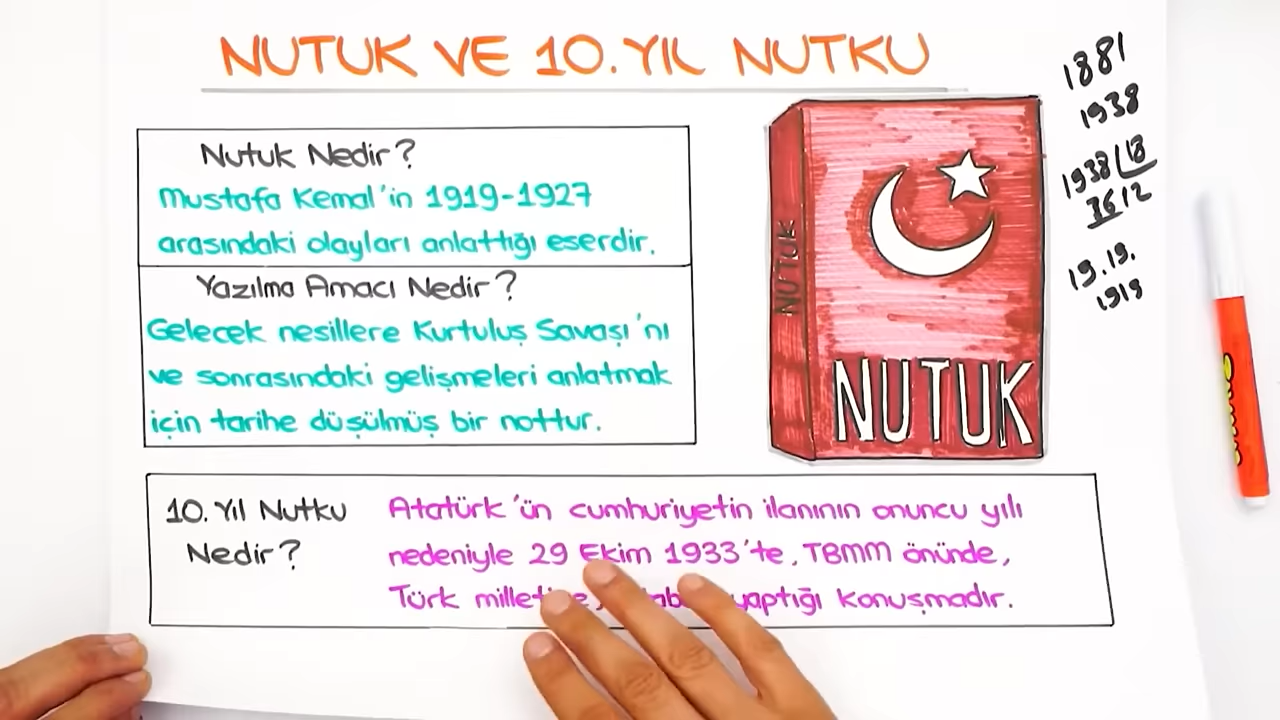 NUTUK VE 10. YIL NUTKU
Nutuk Nedir?
Mustafa Kemal'in 1919-1927
arasındaki olayları anlattığı eserdir.
Yazılma Amacı Nedir?
Gelecek nesillere Kurtuluş Savaşı'nı
ve sonrasındaki gelişmeleri anlatmak
için tarihe düşülmüş bir nottur.
NUTUK
NUTUK
1881
1938
1938 18
36 12
19.19.
1919
10. Yıl Nutku
Nedir?
Atatürk'ün cumhuriyetin ilanının onuncu yılı
nedeniyle 29 Ekim 1933'te, TBMM önünde,
Türk yaptığı konuşmadır.